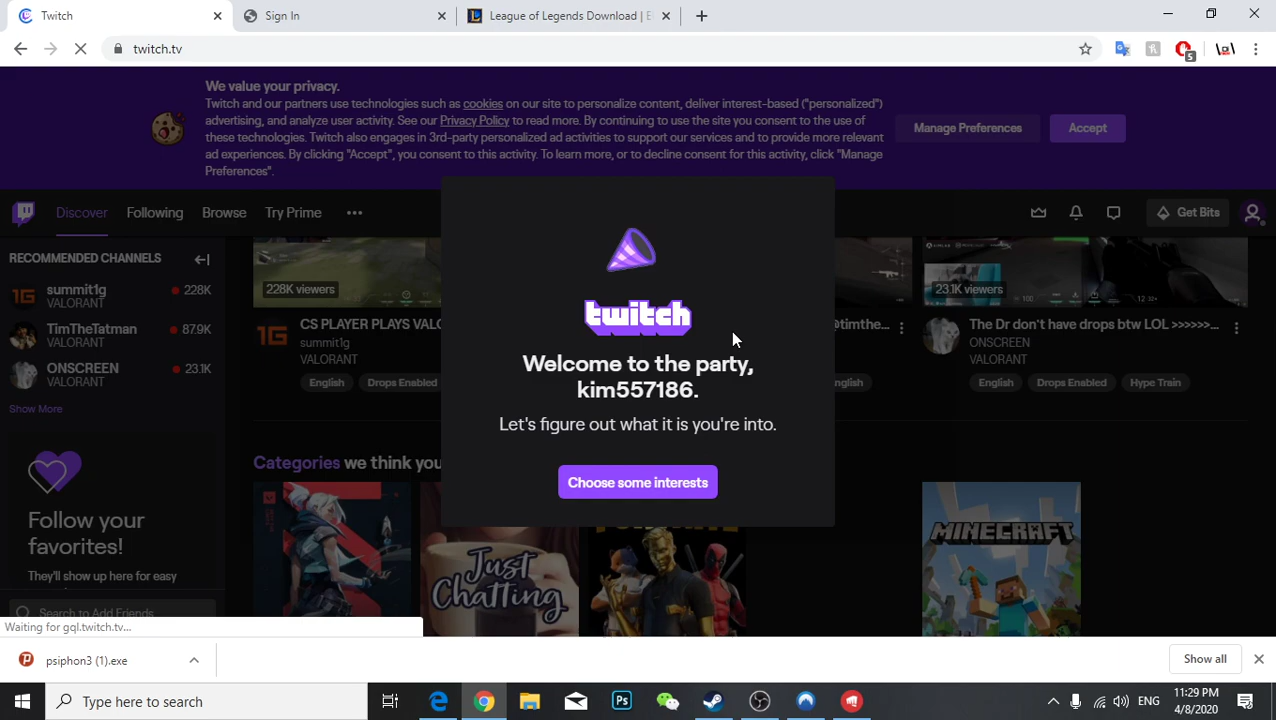 Twitch
Sign In
League of Legends Download | E
twitch.tv
5
We value your privacy.
Twitch and our partners use technologies such as cookies on our site to personalize content, deliver interest-based ("personalized")
advertising, and analyze user activity. See our Privacy Policy to read more. By continuing to use the site you consent to the use of
these technologies. Twitch also engages in 3rd-party personalized ad activities to support our services and to provide more relevant
ad experiences. By clicking "Accept", you consent to this activity. To learn more, or to decline consent for this activity, click "Manage
Preferences".
Manage Preferences
Accept
Discover
Following
Browse
Try Prime
Get Bits
RECOMMENDED CHANNELS
summit1g
VALORANT
228K
TimTheTatman
VALORANT
87.9K
ONSCREEN
VALORANT
23.1K
Show More
Follow your
favorites!
They'll show up here for easy
Search to Add Friends
228K viewers
CS PLAYER PLAYS VALO
summit1g
VALORANT
English
Drops Enabled
@timthe...
nglish
23.1K viewers
The Dr don't have drops btw LOL >>>>>>...
ONSCREEN
VALORANT
English
Drops Enabled
Hype Train
Categories we think you
JUST
Chatting
MINECRAFT
twitch
Welcome to the party,
kim557186.
Let's figure out what it is you're into.
Choose some interests
Waiting for gql.twitch.tv...
psiphon3 (1).exe
Show all
Type here to search
Ps
ENG
11:29 PM
4/8/2020